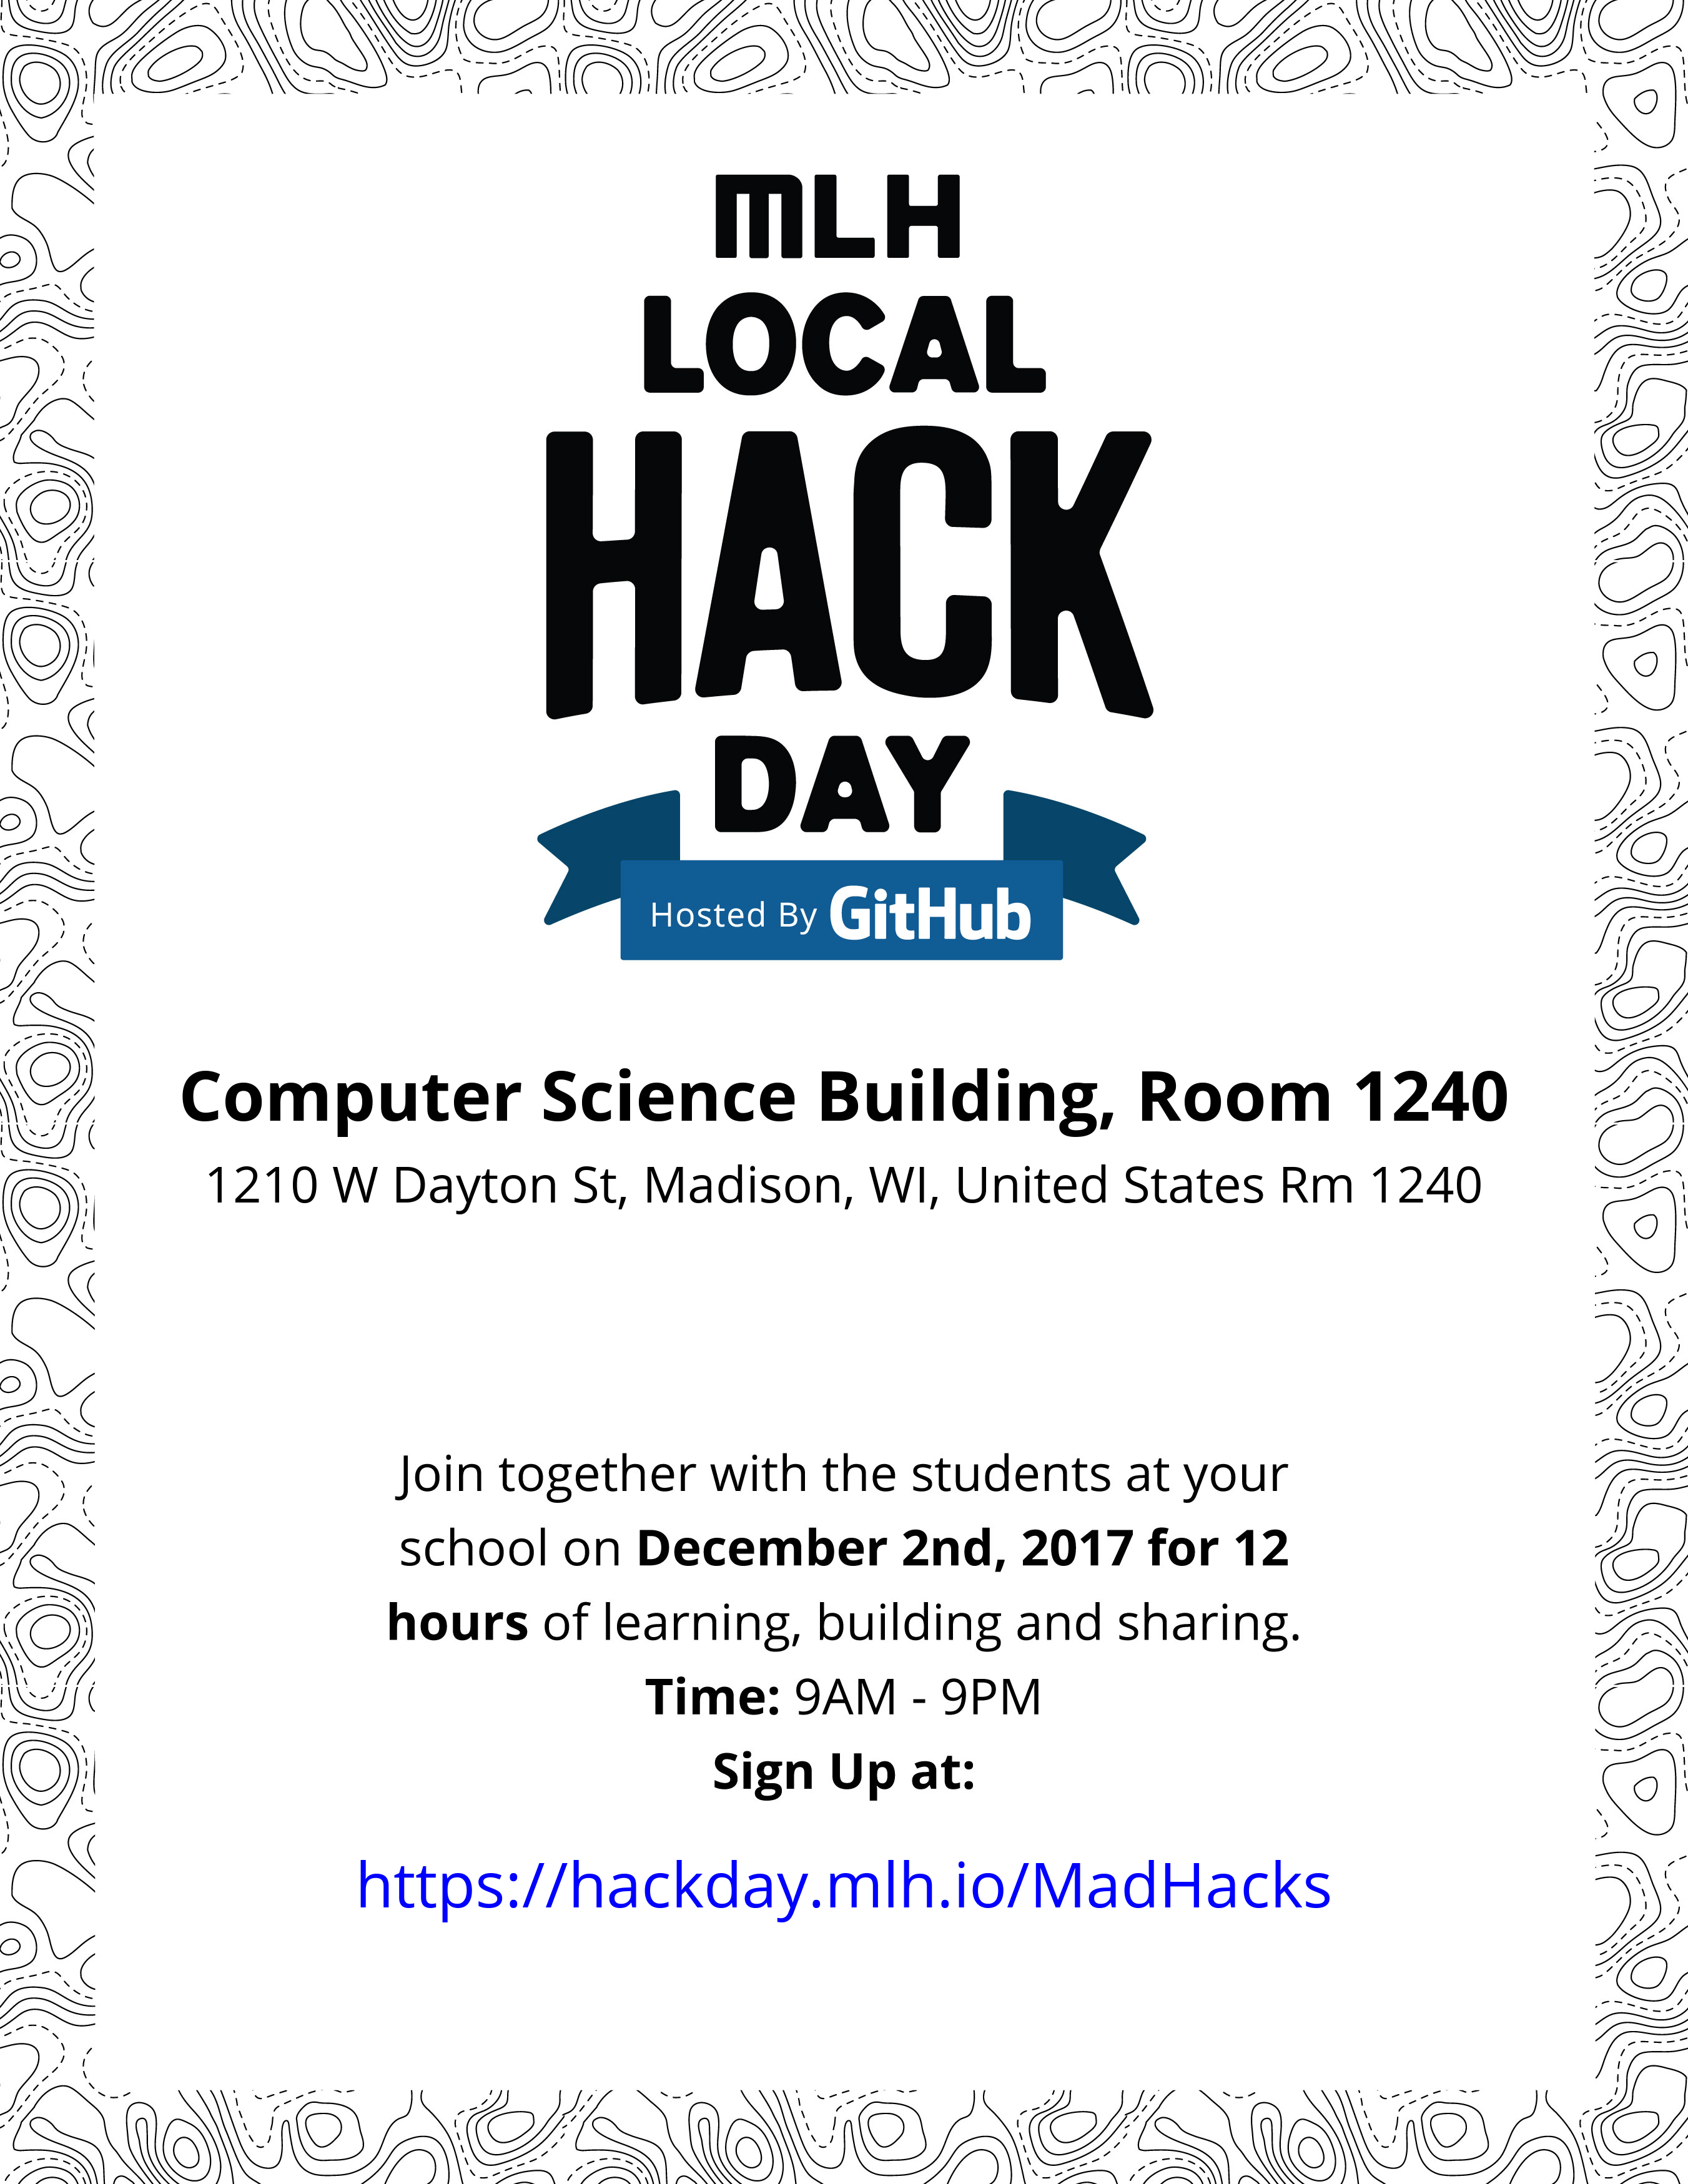 MLH
LOCAL
HACK
DAY
Hosted By GitHub
Computer Science Building, Room 1240
1210 W Dayton St, Madison, WI, United States Rm 1240
Join together with the students at your
school on December 2nd, 2017 for 12
hours of learning, building and sharing.
Time: 9AM - 9PM
Sign Up at:
https://hackday.mlh.io/MadHacks